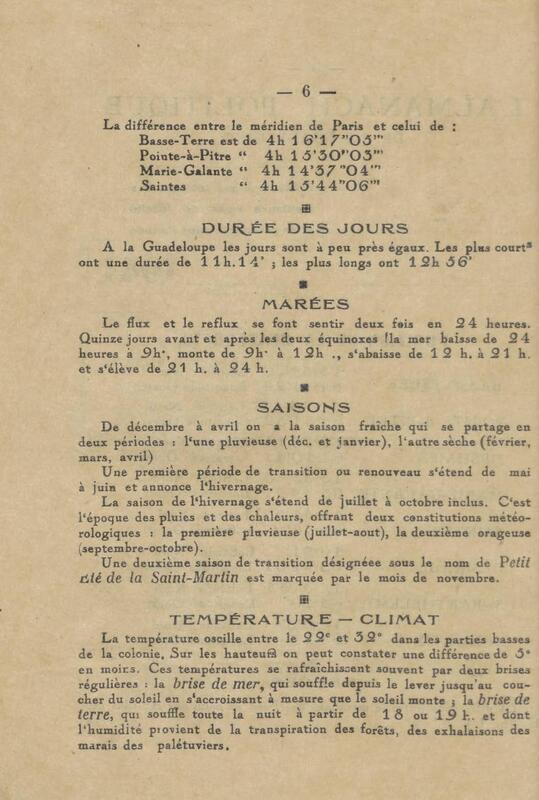 — 6 —
La différence entre le méridien de Paris et celui de :
Basse-Terre est de 4h 16'17"05"'
Pointe-à-Pitre “ 4h 15'30"03"'
Marie-Galante “ 4h 14'37"04"'
Saintes “ 4h 15'44"06"'
DURÉE DES JOURS
A la Guadeloupe les jours sont à peu près égaux. Les plus courts
ont une durée de 11h.14' ; les plus longs ont 12h 56'
MARÉES
Le flux et le reflux se font sentir deux fois en 24 heures.
Quinze jours avant et après les deux équinoxes la mer baisse de 24
heures à 9h., monte de 9h. à 12h ., s'abaisse de 12 h. à 21 h.
et s'élève de 21 h. à 24 h.
SAISONS
De décembre à avril on a la saison fraîche qui se partage en
deux périodes : l'une pluvieuse (déc. et janvier), l'autre sèche (février,
mars, avril)
Une première période de transition ou renouveau s'étend de mai
à juin et annonce l'hivernage.
La saison de l'hivernage s'étend de juillet à octobre inclus. C'est
l'époque des pluies et des chaleurs, offrant deux constitutions météo-
rologiques : la première pluvieuse (juillet-aout), la deuxième orageuse
(septembre-octobre).
Une deuxième saison de transition désignéee sous le nom de Petit
été de la Saint-Martin est marquée par le mois de novembre.
TEMPÉRATURE — CLIMAT
La température oscille entre le 22° et 32° dans les parties basses
de la colonie. Sur les hauteurs on peut constater une différence de 5°
en moins. Ces températures se rafraîchissent souvent par deux brises
régulières : la brise de mer, qui souffle depuis le lever jusqu'au cou-
cher du soleil en s'accroissant à mesure que le soleil monte ; la brise de
terre, qui souffle toute la nuit à partir de 18 ou 19 h. et dont
l'humidité provient de la transpiration des forêts, des exhalaisons des
marais des palétuviers.